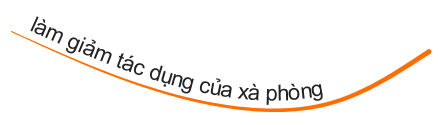 làm giảm tác dụng của xà phòng